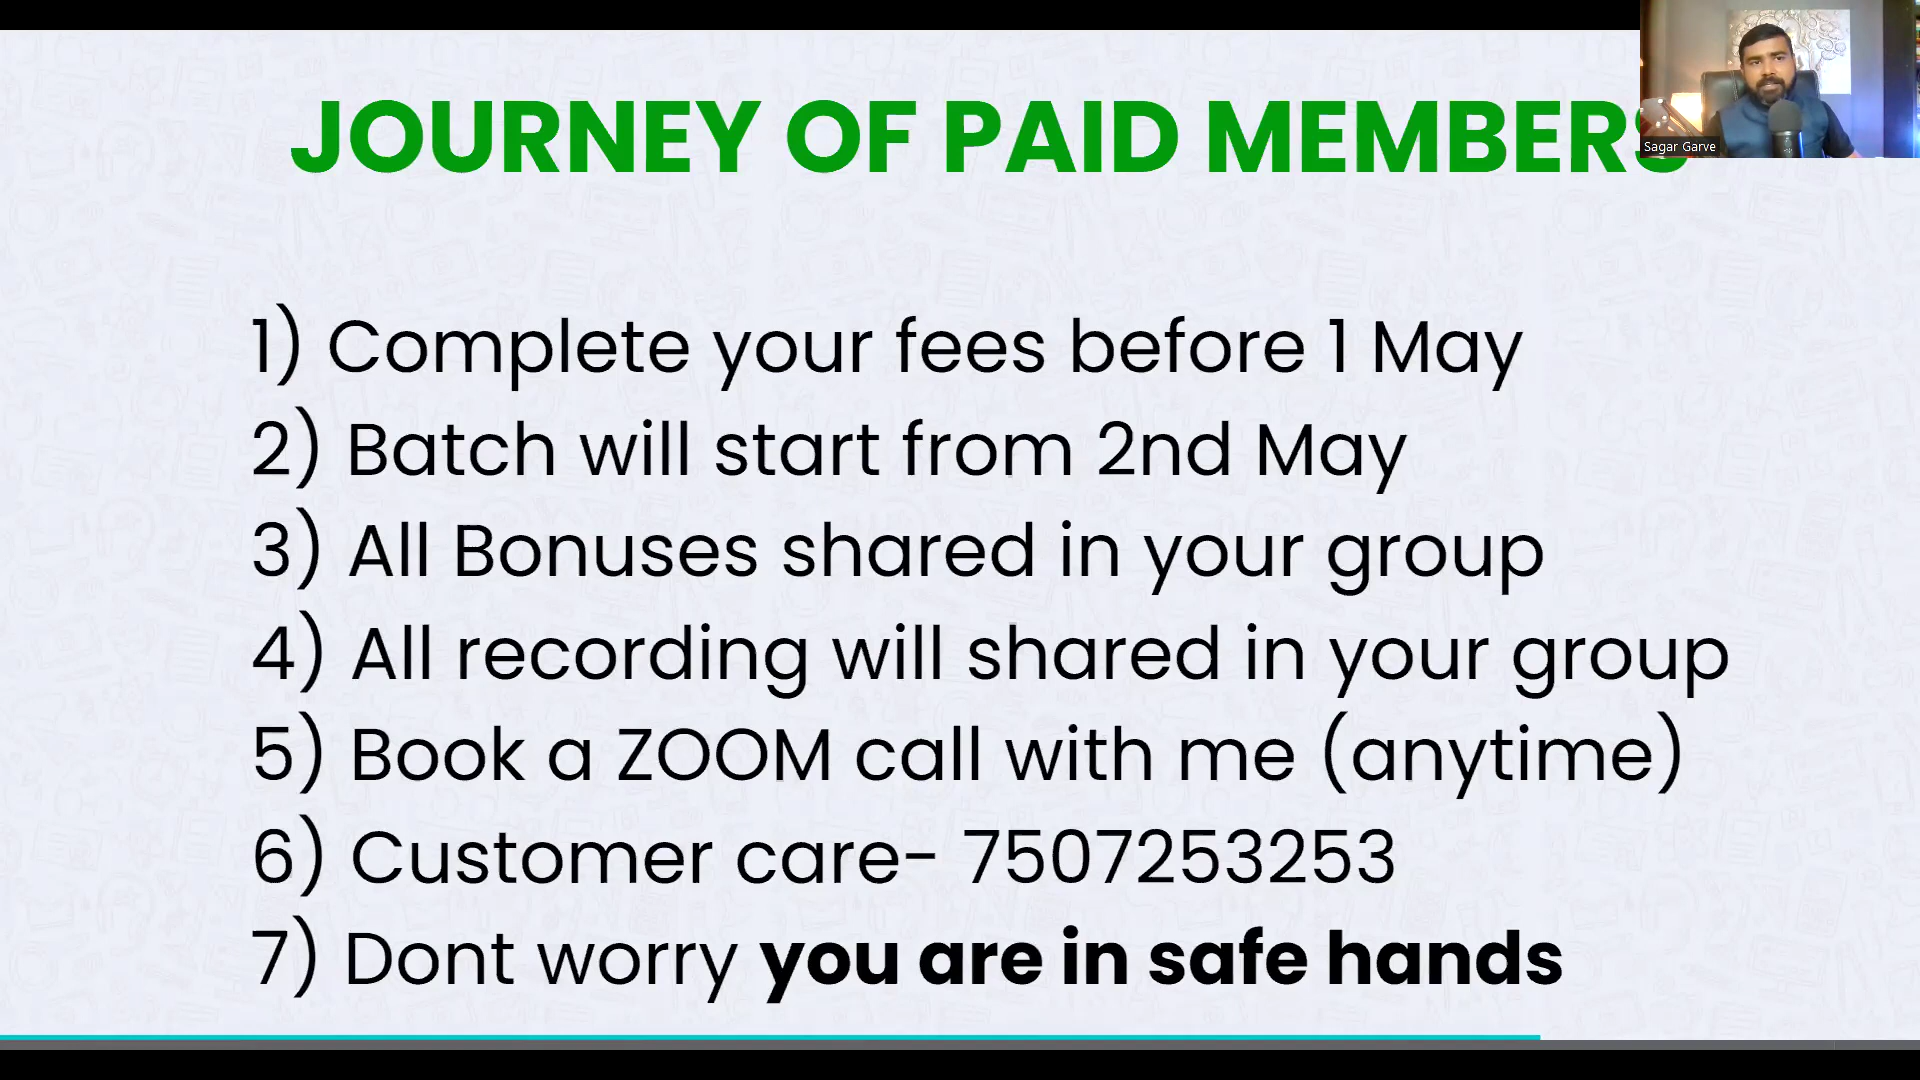 JOURNEY OF PAID MEMBERS
Sagar Garve
1) Complete your fees before 1 May
2) Batch will start from 2nd May
3) All Bonuses shared in your group
4) All recording will shared in your group
5) Book a ZOOM call with me (anytime)
6) Customer care- 7507253253
7) Dont worry you are in safe hands